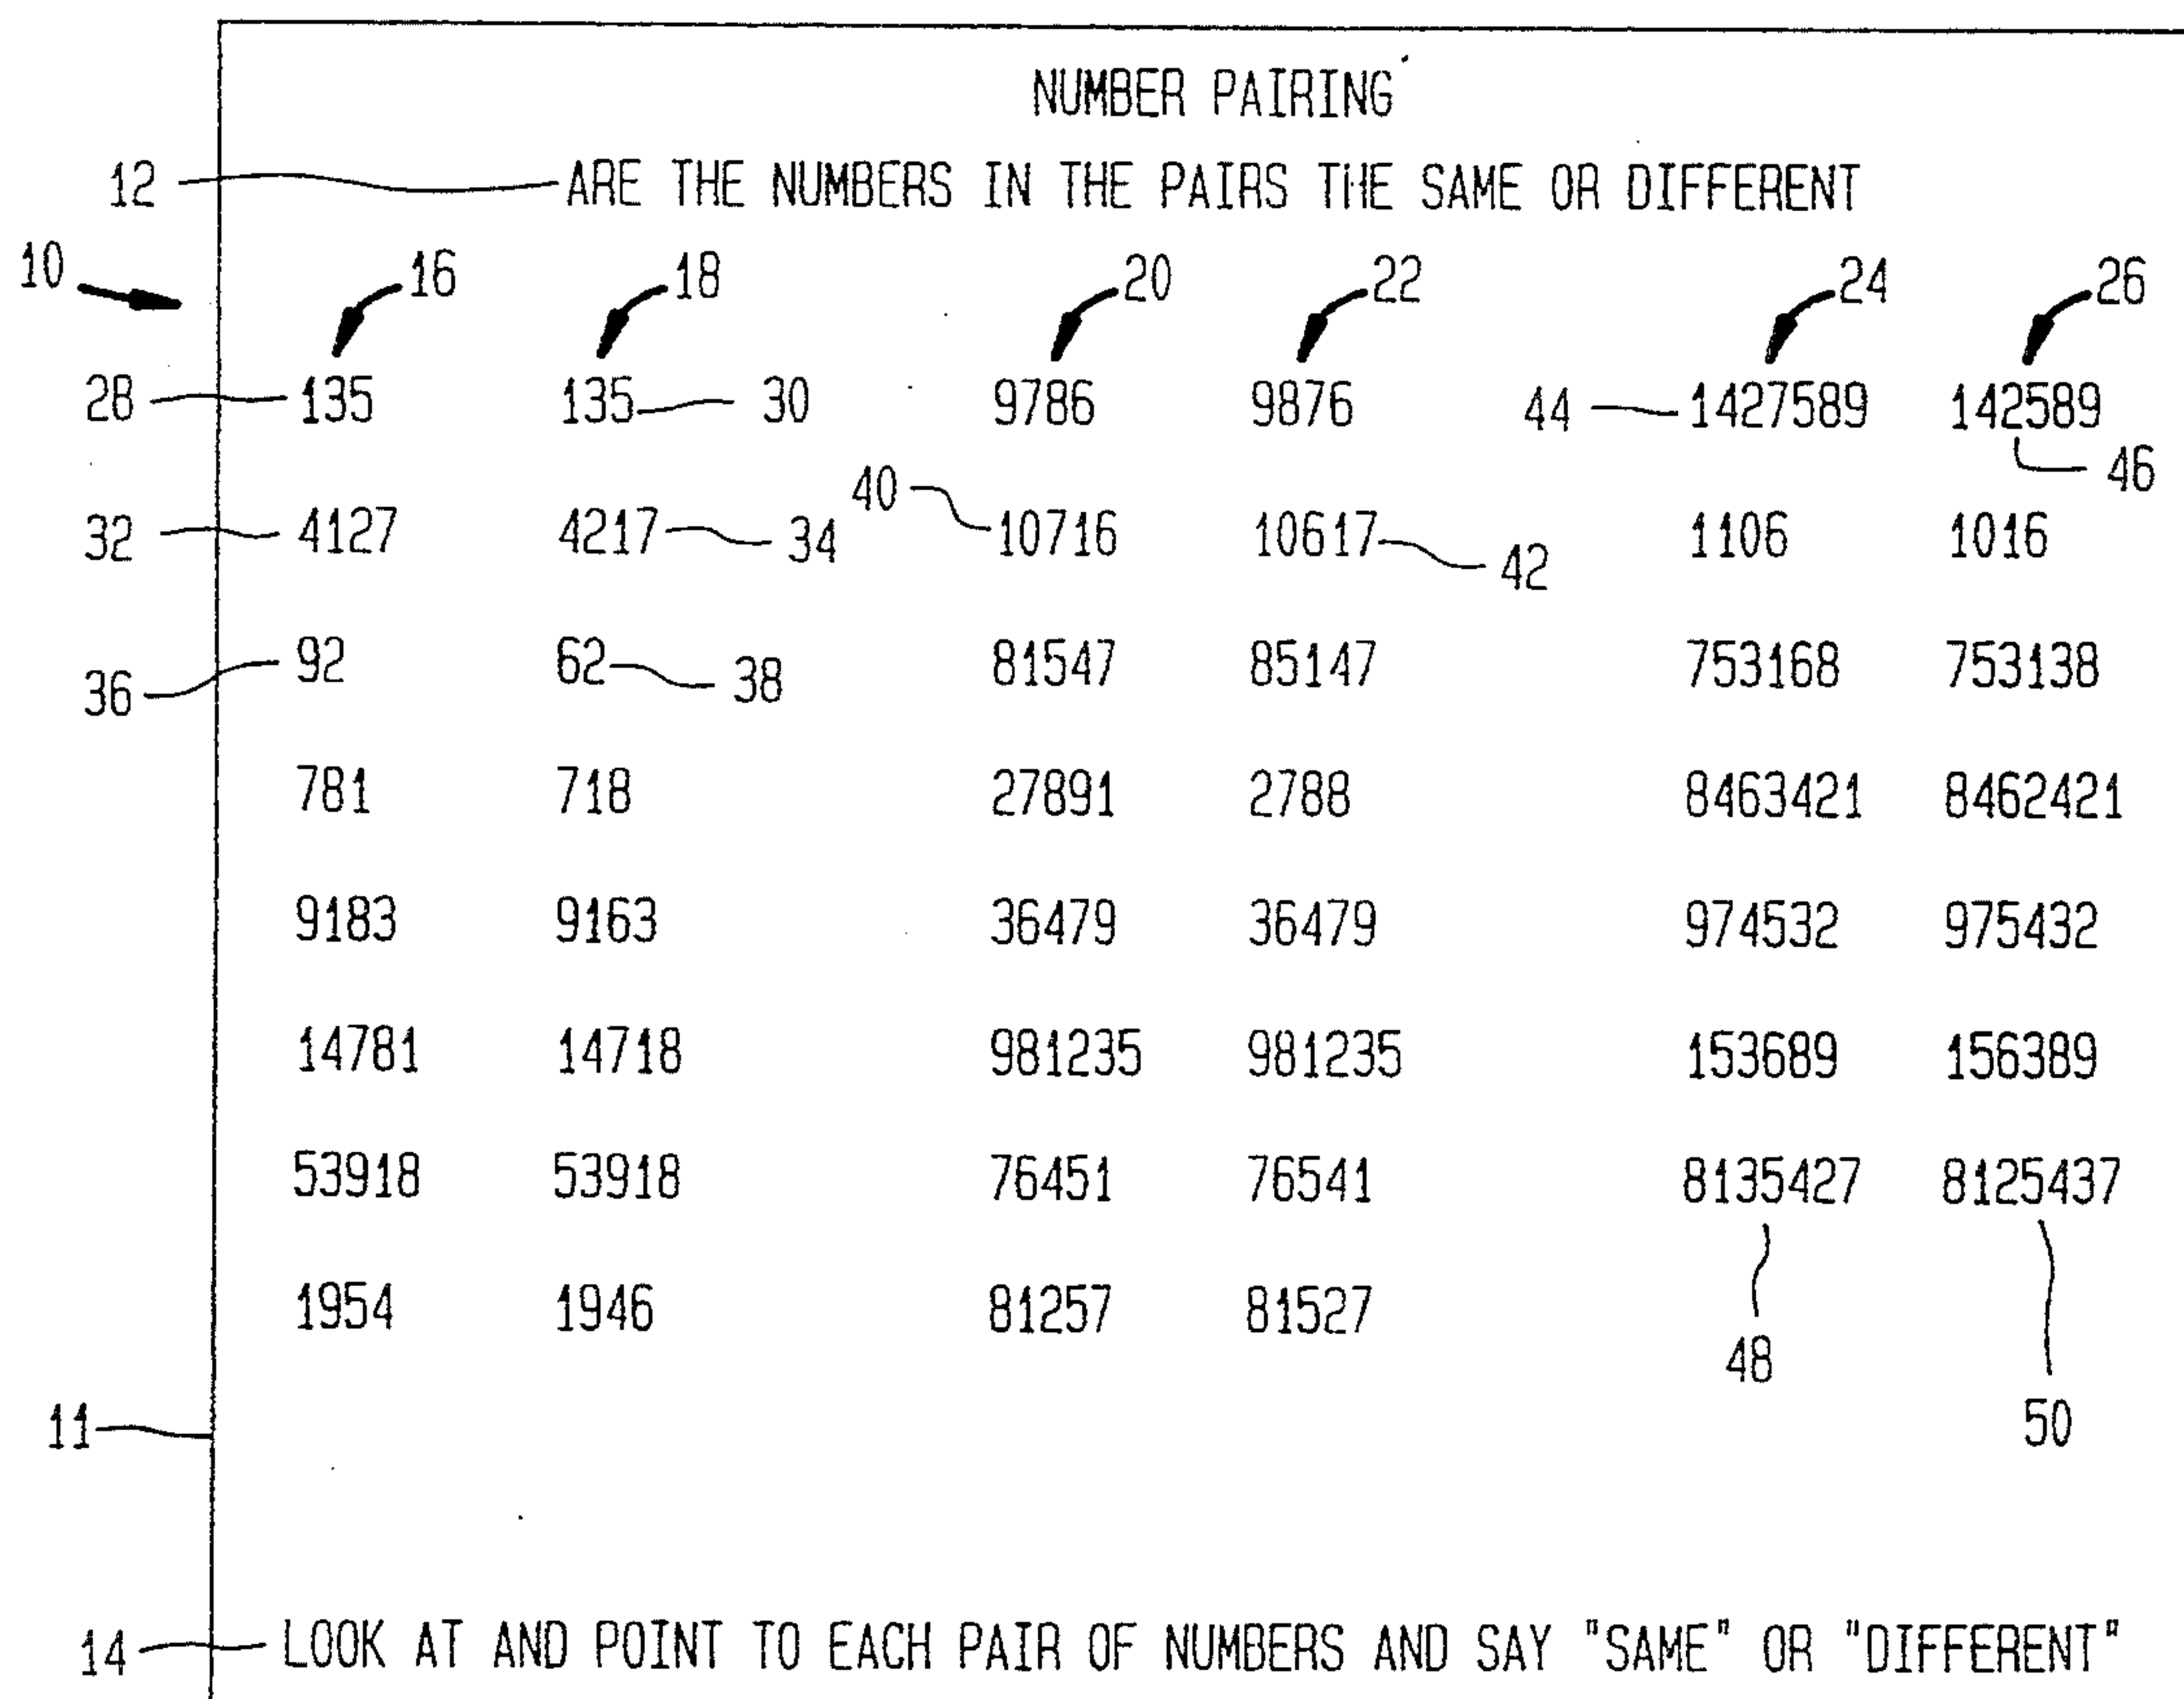 NUMBER PAIRING
12 ARE THE NUMBERS IN THE PAIRS THE SAME OR DIFFERENT
10 16 18 20 22 24 26
28 135 135 30 9786 9876 44 1427589 142589
46
40
32 4127 4217 34 10716 10617 42 1106 1016
36 92 62 38 81547 85147 753168 753138
781 718 27891 2788 8463421 8462421
9183 9163 36479 36479 974532 975432
14781 14718 981235 981235 153689 156389
53918 53918 76451 76541 8135427 8125437
1954 1946 81257 81527
48
11 50
14 LOOK AT AND POINT TO EACH PAIR OF NUMBERS AND SAY "SAME" OR "DIFFERENT"